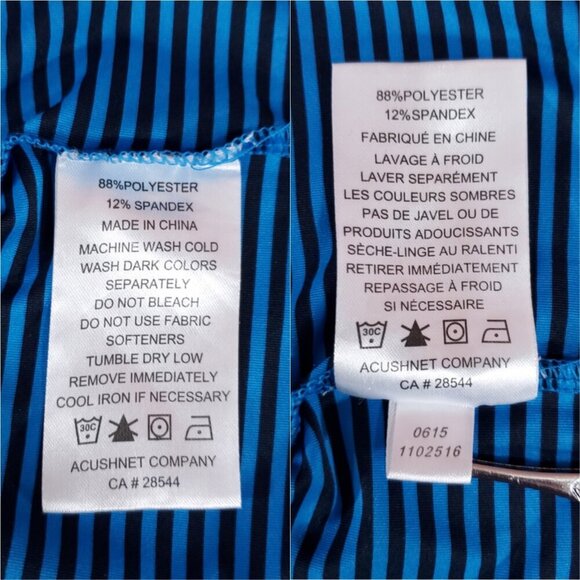 88%POLYESTER
12% SPANDEX
MADE IN CHINA
MACHINE WASH COLD
WASH DARK COLORS
SEPARATELY
DO NOT BLEACH
DO NOT USE FABRIC
SOFTENERS
TUMBLE DRY LOW
REMOVE IMMEDIATELY
COOL IRON IF NECESSARY
30C
ACUSHNET COMPANY
CA # 28544
88%POLYESTER
12%SPANDEX
FABRIQUÉ EN CHINE
LAVAGE À FROID
LAVER SEPARÉMENT
LES COULEURS SOMBRES
PAS DE JAVEL OU DE
PRODUITS ADOUCISSANTS
SÈCHE-LINGE AU RALENTI
RETIRER IMMÉDIATEMENT
REPASSAGE À FROID
SI NÉCESSAIRE
30C
ACUSHNET COMPANY
CA # 28544
0615
1102516